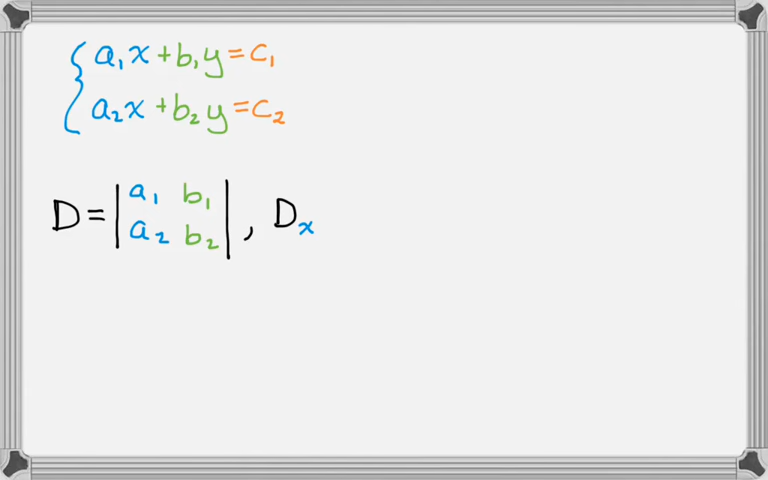 a₁x + b₁y = c₁
a₂x + b₂y = c₂
D = | a₁ b₁ | , Dₓ
| a₂ b₂ |